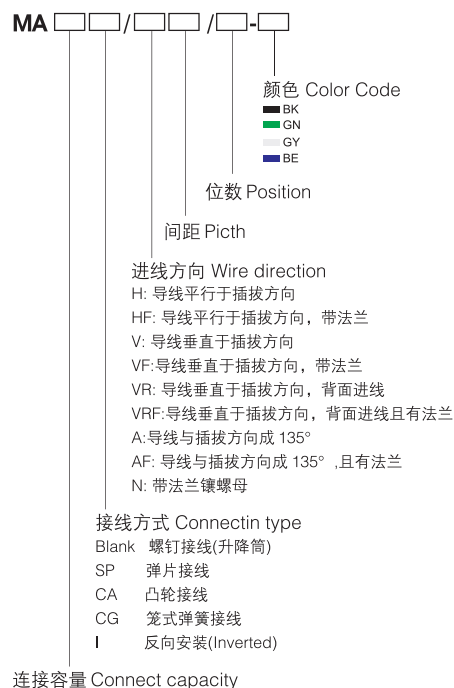 MA / / -
颜色 Color Code
BK
GN
GY
BE
位数 Position
间距 Picth
进线方向 Wire direction
H: 导线平行于插拔方向
HF: 导线平行于插拔方向，带法兰
V: 导线垂直于插拔方向
VF:导线垂直于插拔方向，带法兰
VR: 导线垂直于插拔方向，背面进线
VRF:导线垂直于插拔方向，背面进线且有法兰
A:导线与插拔方向成 135°
AF: 导线与插拔方向成 135° ,且有法兰
N: 带法兰镶螺母
接线方式 Connectin type
Blank 螺钉接线(升降筒)
SP 弹片接线
CA 凸轮接线
CG 笼式弹簧接线
I 反向安装(Inverted)
连接容量 Connect capacity